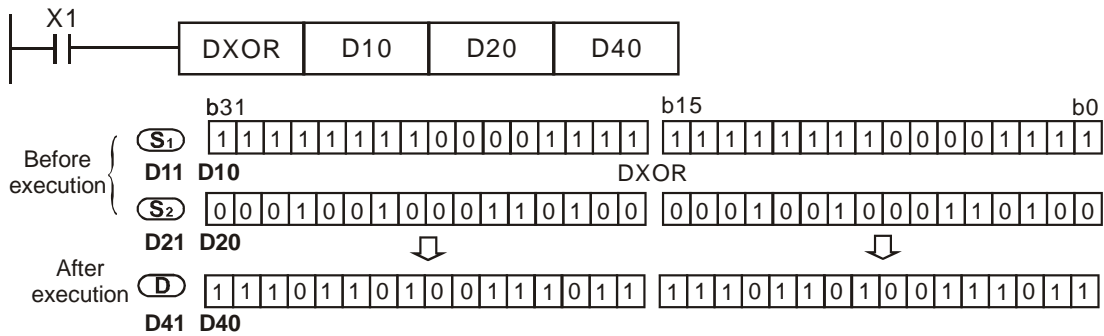 X1
DXOR D10 D20 D40
b31 b15 b0
Before execution
S1 1 1 1 1 1 1 1 1 0 0 0 0 1 1 1 1 1 1 1 1 1 1 1 1 0 0 0 0 1 1 1 1
D11 D10 DXOR
S2 0 0 0 1 0 0 1 0 0 0 1 1 0 1 0 0 0 0 0 1 0 0 1 0 0 0 1 1 0 1 0 0
D21 D20
After execution
D 1 1 1 0 1 1 0 1 0 0 1 1 1 0 1 1 1 1 1 0 1 1 0 1 0 0 1 1 1 0 1 1
D41 D40